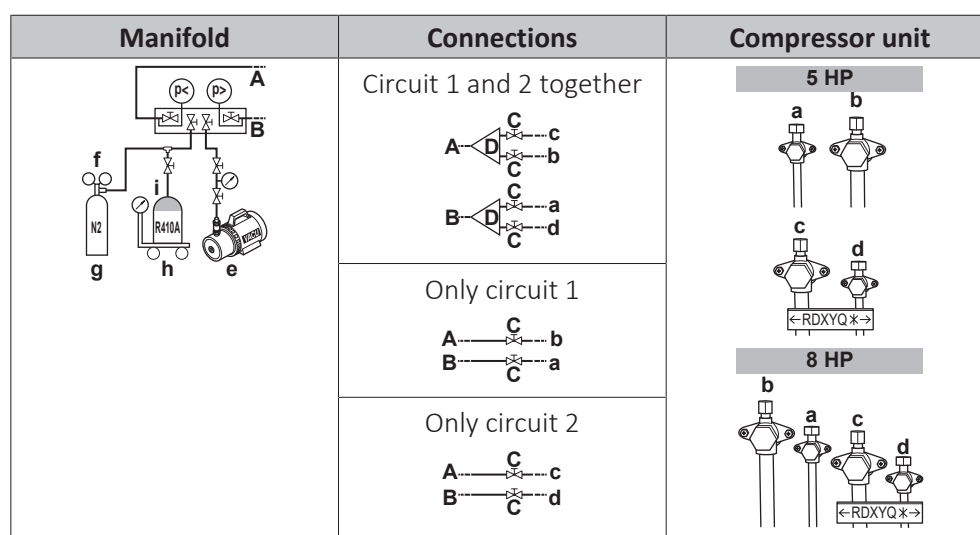 Manifold
Connections
Compressor unit
A
p<
p>
B
f
i
N2
R410A
VACU
g
h
e
Circuit 1 and 2 together
C
A
D
c
b
C
C
B
D
a
d
C
Only circuit 1
C
A
b
B
a
C
Only circuit 2
C
A
c
B
d
C
5 HP
a
b
c
d
←RDXYQ✶→
8 HP
b
a
c
d
←RDXYQ✶→